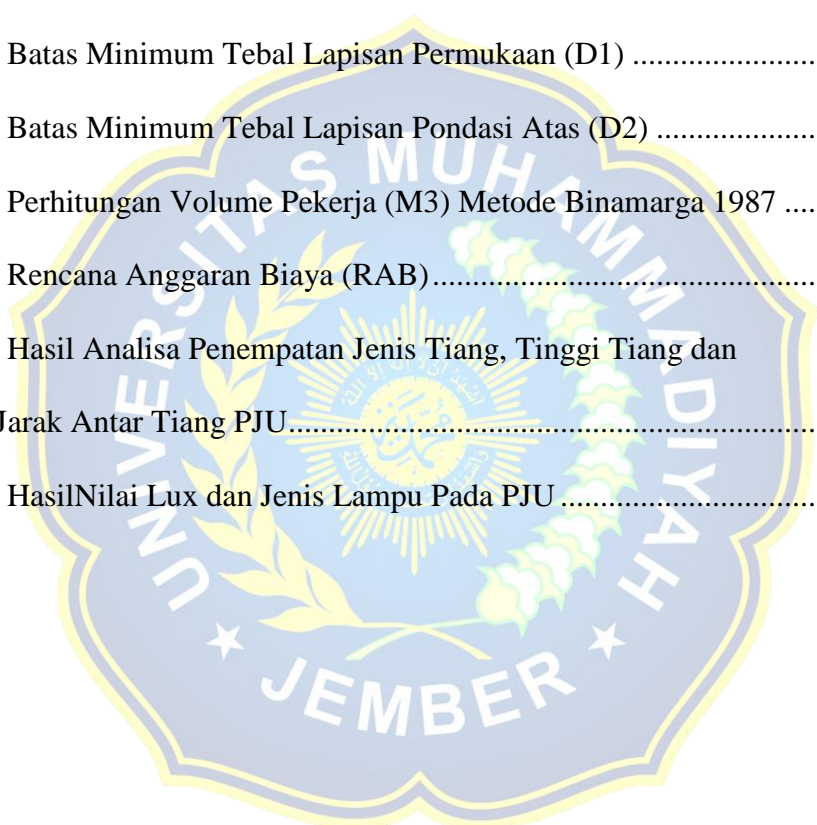 Batas Minimum Tebal Lapisan Permukaan (D1) .......................
Batas Minimum Tebal Lapisan Pondasi Atas (D2) ....................
Perhitungan Volume Pekerja (M3) Metode Binamarga 1987 ....
Rencana Anggaran Biaya (RAB)................................................
Hasil Analisa Penempatan Jenis Tiang, Tinggi Tiang dan
Jarak Antar Tiang PJU..................................................................
HasilNilai Lux dan Jenis Lampu Pada PJU ................................
UNIVERSITAS MUHAMMADIYAH
JEMBER